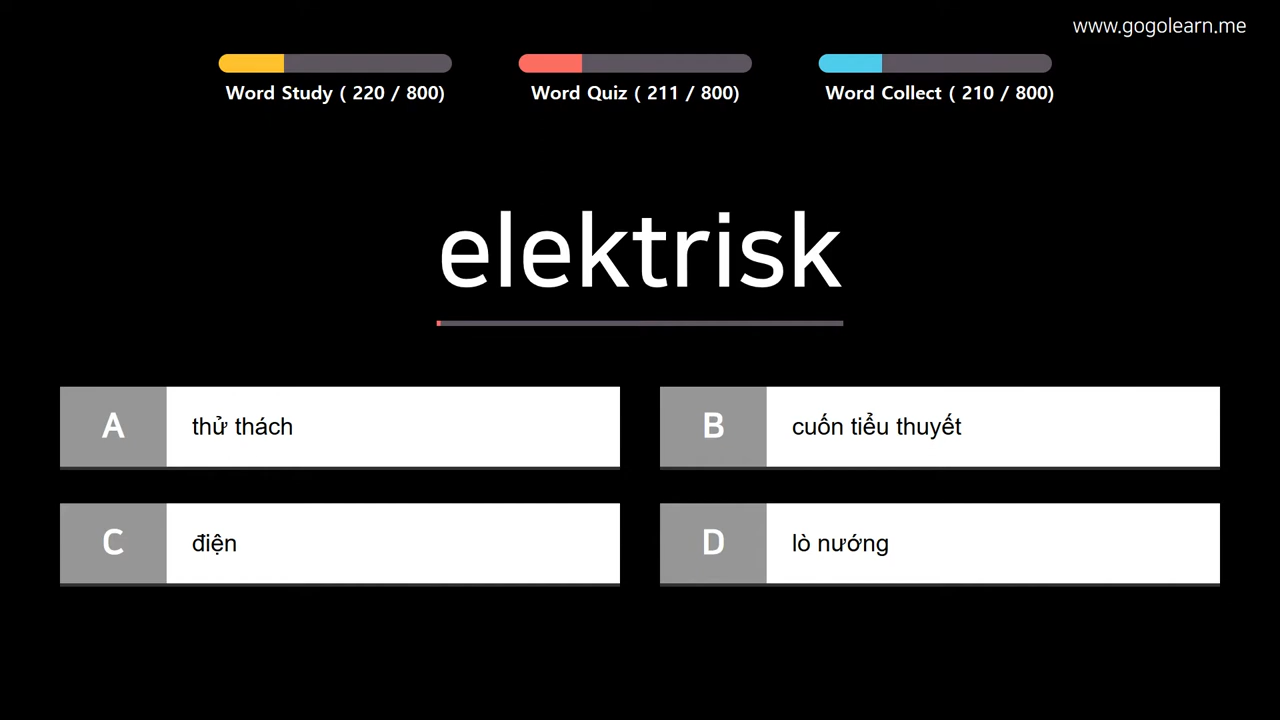 www.gogolearn.me
Word Study ( 220 / 800)
Word Quiz ( 211 / 800)
Word Collect ( 210 / 800)
elektrisk
A thử thách
B cuốn tiểu thuyết
C điện
D lò nướng